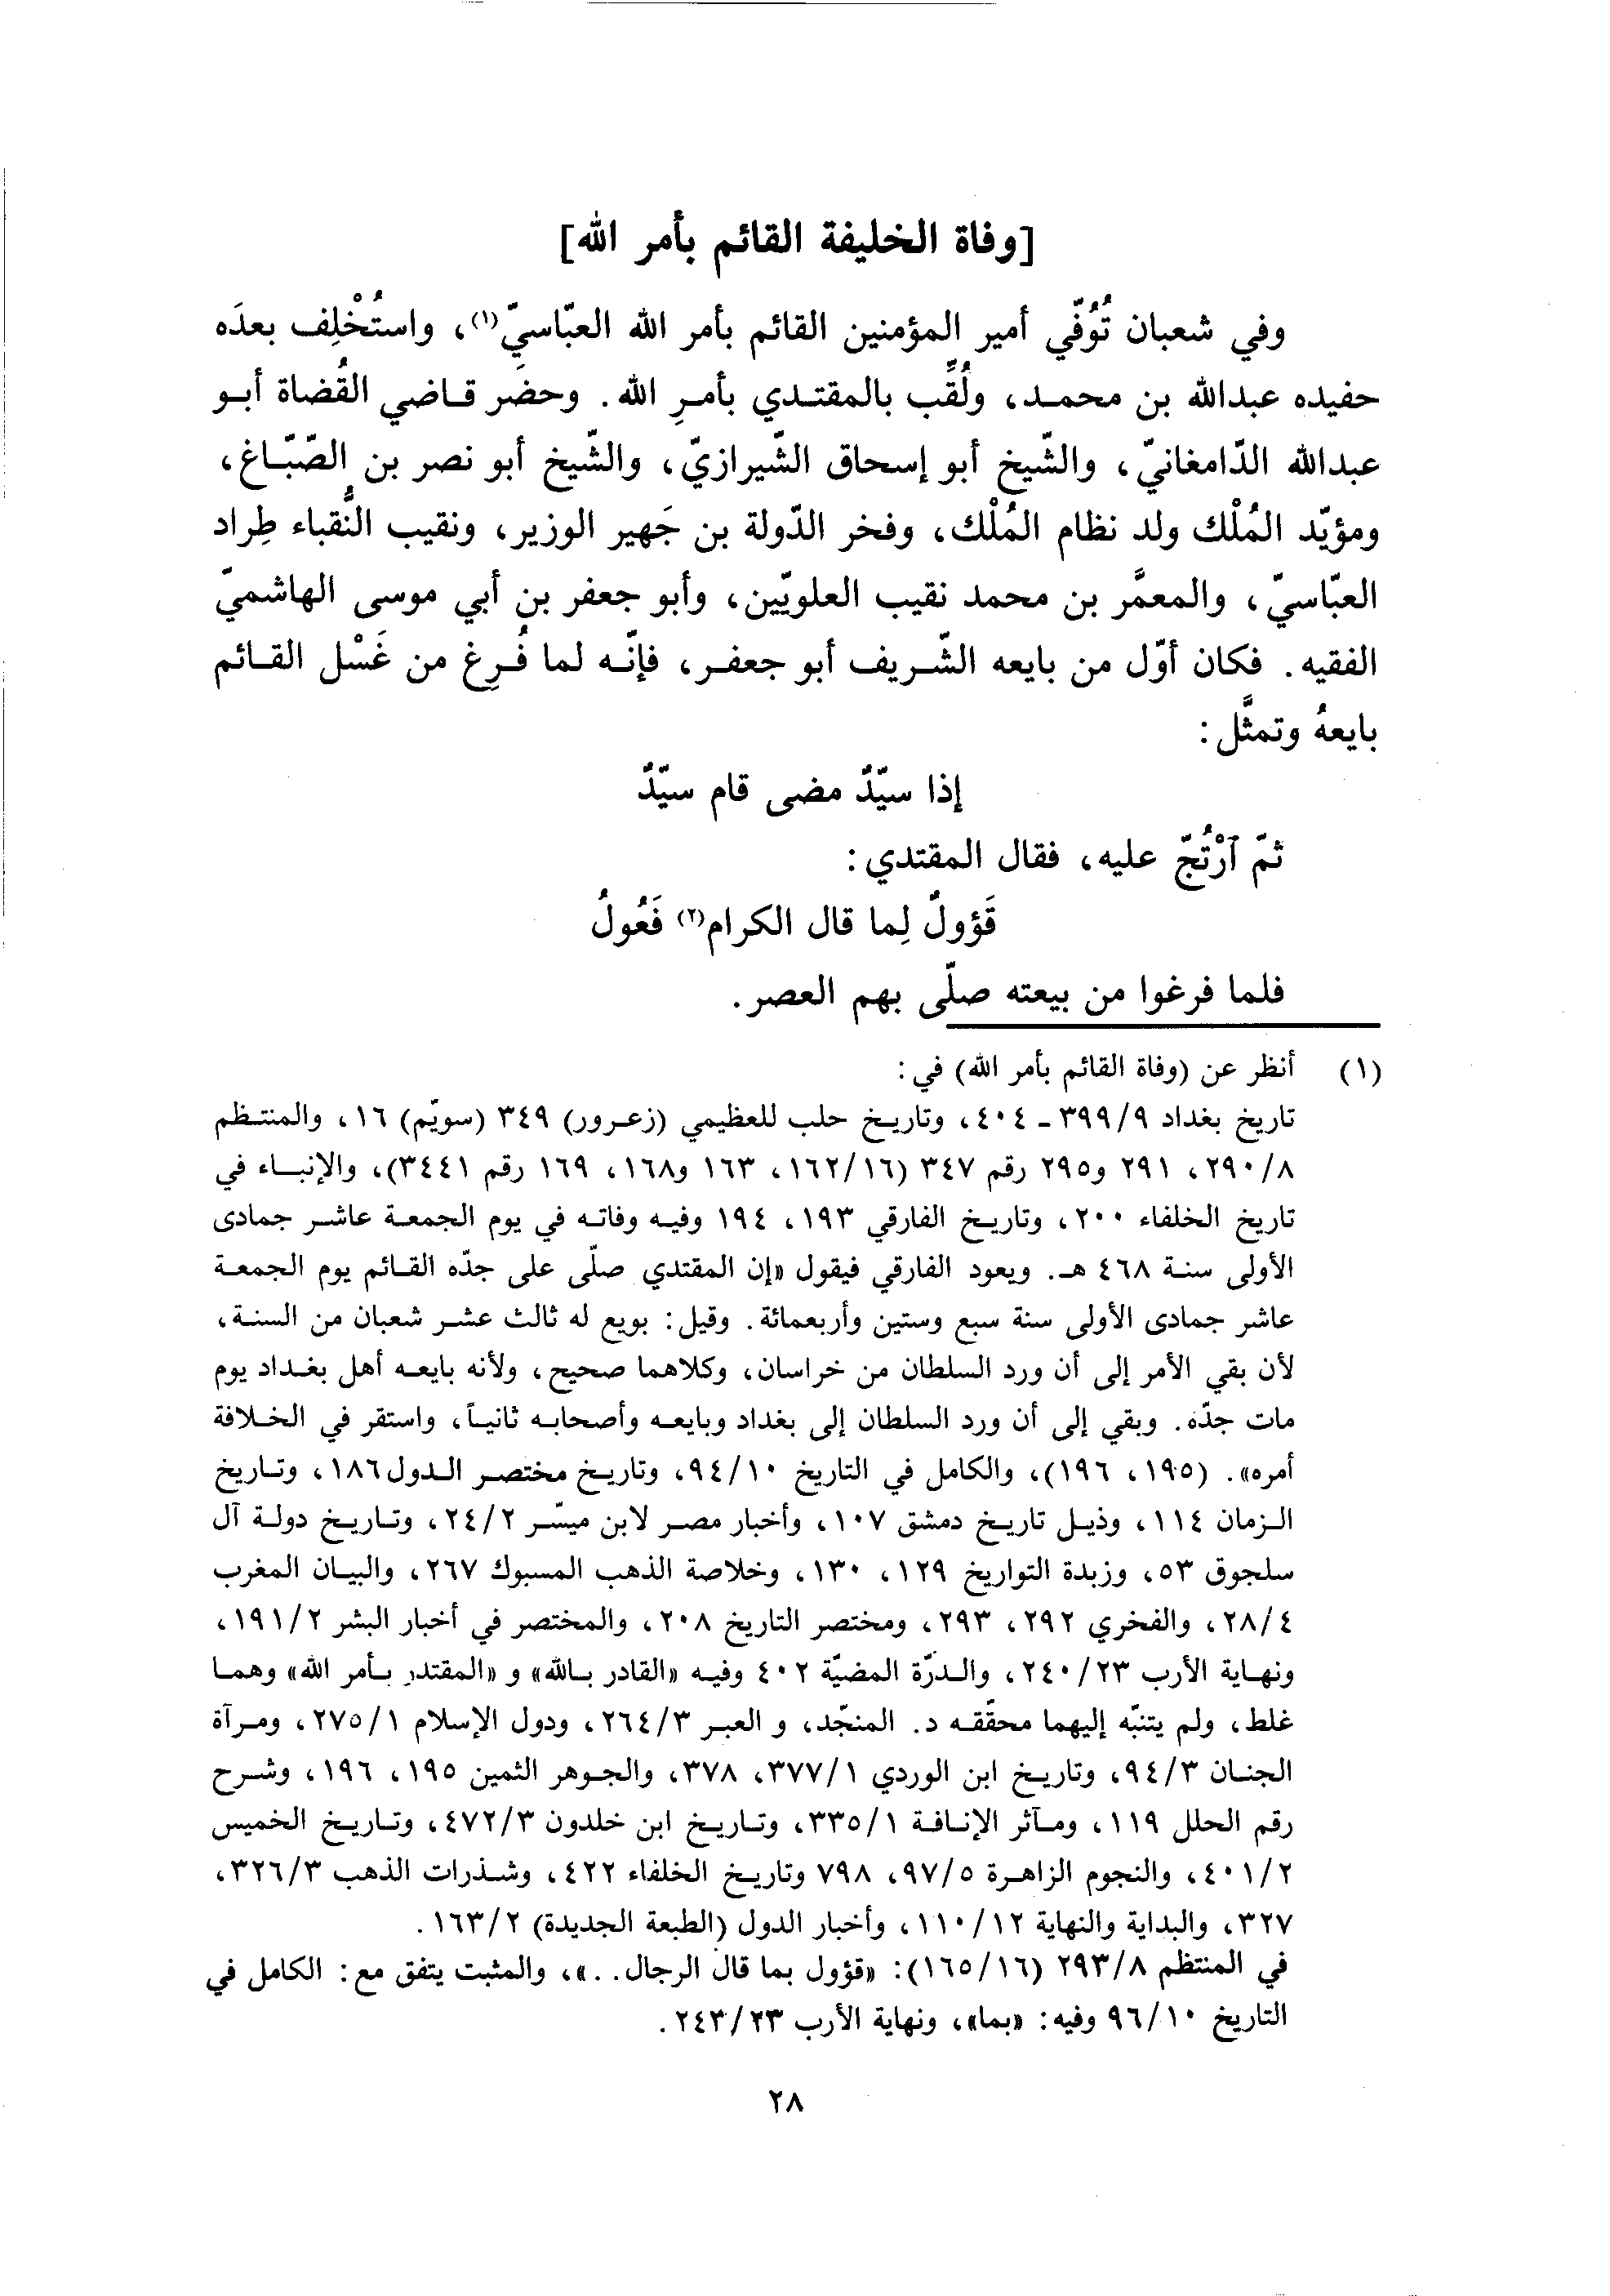 [وفاة الخليفة القائم بأمر الله]
وفي شعبان تُوُفّي أمير المؤمنين القائم بأمر الله العبّاسيّ(١)، واستُخْلِف بعدَه
حفيده عبدالله بن محمد، ولُقِّب بالمقتدي بأمرِ الله. وحضر قاضي القُضاة أبو
عبدالله الدّامغانيّ، والشّيخ أبو إسحاق الشّيرازيّ، والشّيخ أبو نصر بن الصّبّاغ،
ومؤيّد المُلْك ولد نظام المُلْك، وفخر الدّولة بن جَهير الوزير، ونقيب النُّقباء طِراد
العبّاسيّ، والمعمَّر بن محمد نقيب العلويّين، وأبو جعفر بن أبي موسى الهاشميّ
الفقيه. فكان أوّل من بايعه الشّريف أبو جعفر، فإنّه لما فُرِغ من غَسْل القائم
بايعهُ وتمثَّل:
إذا سيّدٌ مضى قام سيّدٌ
ثمّ آرْتُجّ عليه، فقال المقتدي:
قَؤولٌ لِما قال الكرام(٢) فَعُولُ
فلما فرغوا من بيعته صلّى بهم العصر.
(١) أنظر عن (وفاة القائم بأمر الله) في:
تاريخ بغداد ٣٩٩/٩ - ٤٠٤، وتاريخ حلب للعظيمي (زعرور) ٣٤٩ (سويّم) ١٦، والمنتظم
٢٩٠/٨، ٢٩١ و٢٩٥ رقم ٣٤٧ (١٦٢/١٦، ١٦٣ و١٦٨، ١٦٩ رقم ٣٤٤١)، والإنباء في
تاريخ الخلفاء ٢٠٠، وتاريخ الفارقي ١٩٣، ١٩٤ وفيه وفاته في يوم الجمعة عاشر جمادى
الأولى سنة ٤٦٨ هـ. ويعود الفارقي فيقول «إن المقتدي صلّى على جدّه القائم يوم الجمعة
عاشر جمادى الأولى سنة سبع وستين وأربعمائة. وقيل: بويع له ثالث عشر شعبان من السنة،
لأن بقي الأمر إلى أن ورد السلطان من خراسان، وكلاهما صحيح، ولأنه بايعه أهل بغداد يوم
مات جدّه. وبقي إلى أن ورد السلطان إلى بغداد وبايعه وأصحابه ثانياً، واستقر في الخلافة
أمره». (١٩٥، ١٩٦)، والكامل في التاريخ ٩٤/١٠، وتاريخ مختصر الدول١٨٦، وتاريخ
الزمان ١١٤، وذيل تاريخ دمشق ١٠٧، وأخبار مصر لابن ميسّر ٢٤/٢، وتاريخ دولة آل
سلجوق ٥٣، وزبدة التواريخ ١٢٩، ١٣٠، وخلاصة الذهب المسبوك ٢٦٧، والبيان المغرب
٢٨/٤، والفخري ٢٩٢، ٢٩٣، ومختصر التاريخ ٢٠٨، والمختصر في أخبار البشر ١٩١/٢،
ونهاية الأرب ٢٤٠/٢٣، والدرّة المضيّة ٤٠٢ وفيه «القادر بالله» و «المقتدر بأمر الله» وهما
غلط، ولم يتنبّه إليهما محقّقه د. المنجّد، و العبر ٢٦٤/٣، ودول الإسلام ٢٧٥/١، ومرآة
الجنان ٩٤/٣، وتاريخ ابن الوردي ٣٧٧/١، ٣٧٨، والجوهر الثمين ١٩٥، ١٩٦، وشرح
رقم الحلل ١١٩، ومآثر الإنافة ٣٣٥/١، وتاريخ ابن خلدون ٤٧٢/٣، وتاريخ الخميس
٤٠١/٢، والنجوم الزاهرة ٩٧/٥، ٧٩٨ وتاريخ الخلفاء ٤٢٢، وشذرات الذهب ٣٢٦/٣،
٣٢٧، والبداية والنهاية ١١٠/١٢، وأخبار الدول (الطبعة الجديدة) ١٦٣/٢.
في المنتظم ٢٩٣/٨ (١٦٥/١٦): «قؤول بما قال الرجال..»، والمثبت يتفق مع: الكامل في
التاريخ ٩٦/١٠ وفيه: «بما»، ونهاية الأرب ٢٤٣/٢٣.
٢٨